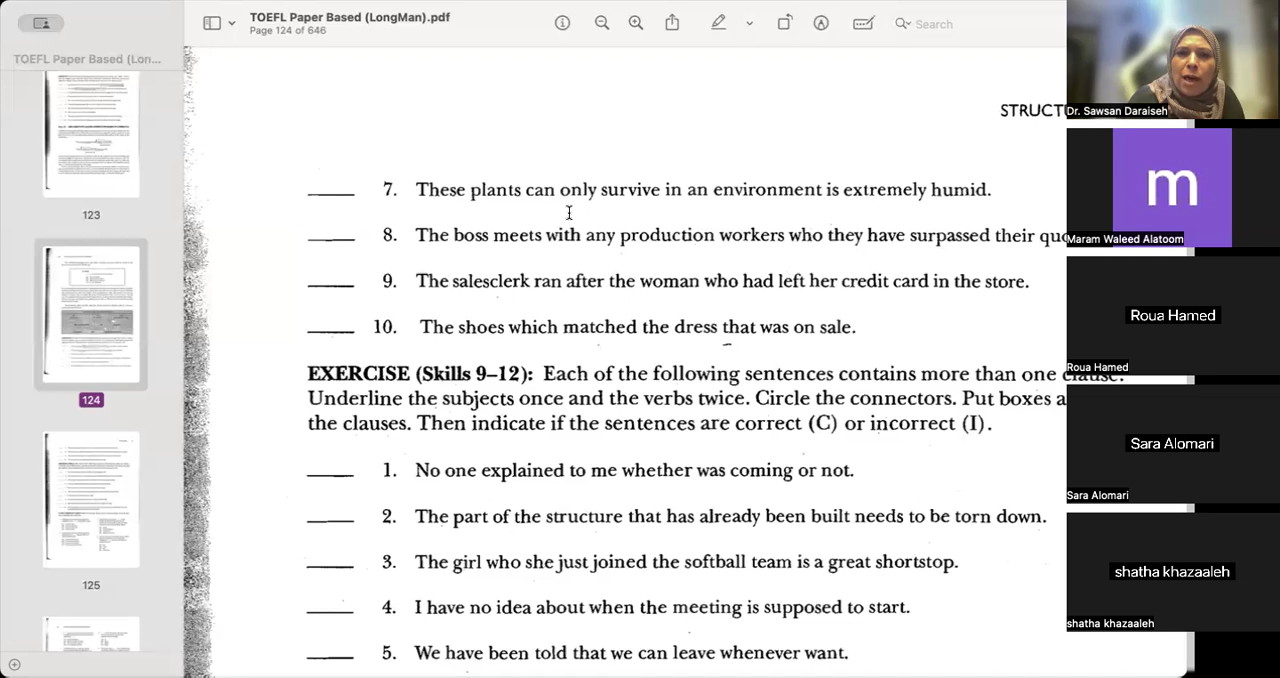 TOEFL Paper Based (LongMan).pdf
Page 124 of 646
Search
TOEFL Paper Based (Lon...
123
124
125
7. These plants can only survive in an environment is extremely humid.
8. The boss meets with any production workers who they have surpassed their
9. The salesclerk ran after the woman who had left her credit card in the store.
10. The shoes which matched the dress that was on sale.
EXERCISE (Skills 9–12): Each of the following sentences contains more than one clause.
Underline the subjects once and the verbs twice. Circle the connectors. Put boxes
the clauses. Then indicate if the sentences are correct (C) or incorrect (I).
1. No one explained to me whether was coming or not.
2. The part of the structure that has already been built needs to be torn down.
3. The girl who she just joined the softball team is a great shortstop.
4. I have no idea about when the meeting is supposed to start.
5. We have been told that we can leave whenever want.
Dr. Sawsan Daraiseh
m
Maram Waleed Alatoom
Roua Hamed
Roua Hamed
Sara Alomari
Sara Alomari
shatha khazaaleh
shatha khazaaleh